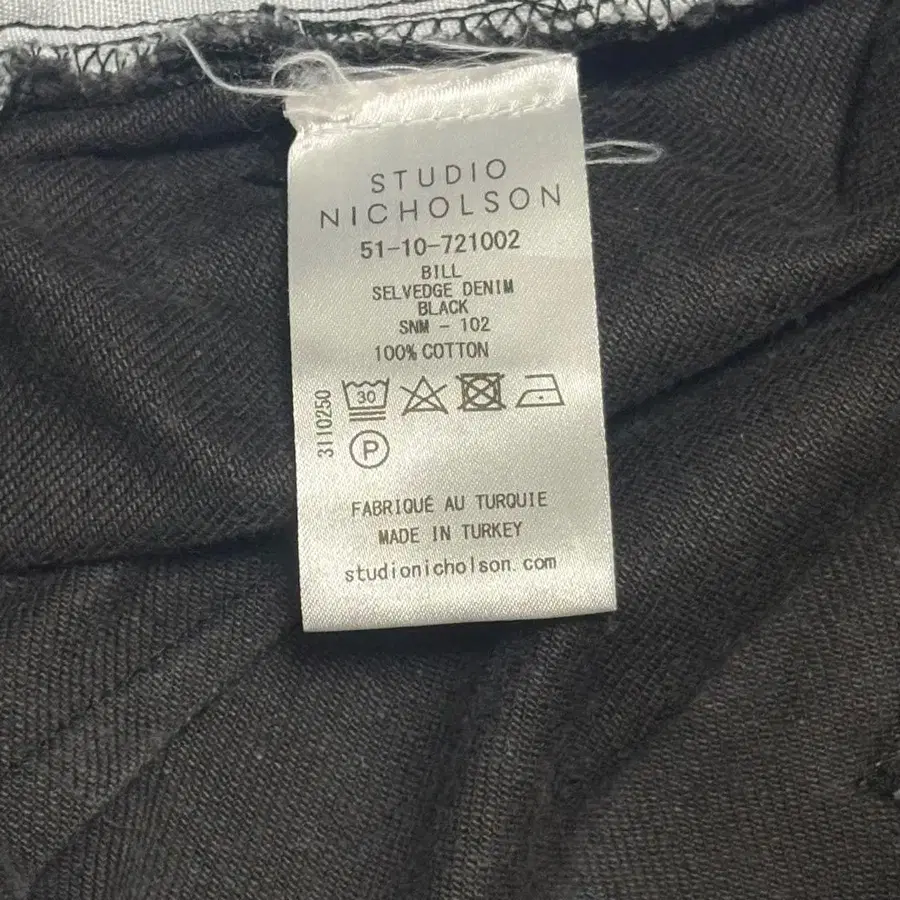 STUDIO
NICHOLSON
51-10-721002
BILL
SELVEDGE DENIM
BLACK
SNM - 102
100% COTTON
3110250
30
P
FABRIQUÉ AU TURQUIE
MADE IN TURKEY
studionicholson.com